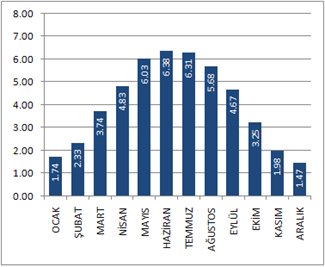 8.00
7.00
6.00
5.00
4.00
3.00
2.00
1.00
0.00
1.74
2.33
3.74
4.83
6.03
6.38
6.31
5.68
4.67
3.25
1.98
1.47
OCAK
ŞUBAT
MART
NİSAN
MAYIS
HAZİRAN
TEMMUZ
AĞUSTOS
EYLÜL
EKİM
KASIM
ARALIK